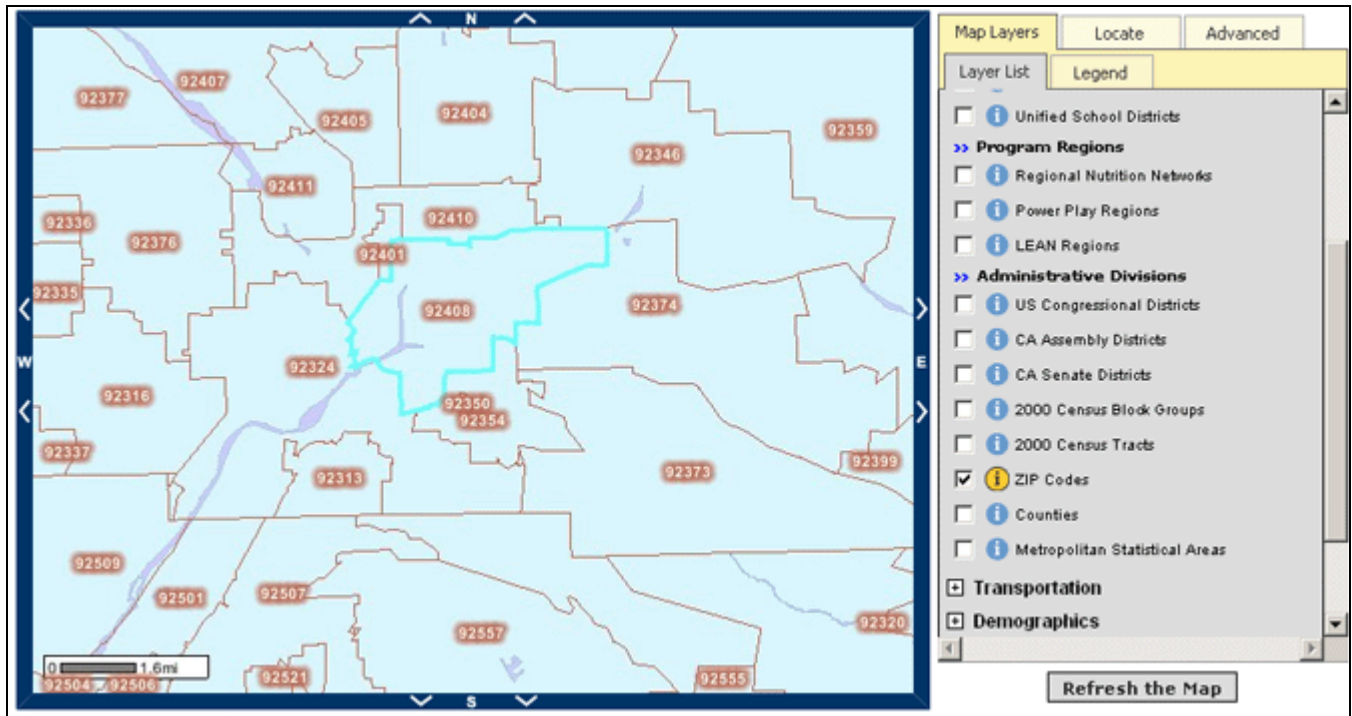 N
92407
92377
92404
92405
92359
92346
92411
92410
92336
92376
92401
92335
92408
92374
W
E
92324
92316
92350
92354
92337
92399
92313
92373
92509
92501
92507
92557
92320
0 1.6mi
92504
92506
92521
92555
S
Map Layers Locate Advanced
Layer List Legend
Unified School Districts
>> Program Regions
Regional Nutrition Networks
Power Play Regions
LEAN Regions
>> Administrative Divisions
US Congressional Districts
CA Assembly Districts
CA Senate Districts
2000 Census Block Groups
2000 Census Tracts
ZIP Codes
Counties
Metropolitan Statistical Areas
Transportation
Demographics
Refresh the Map